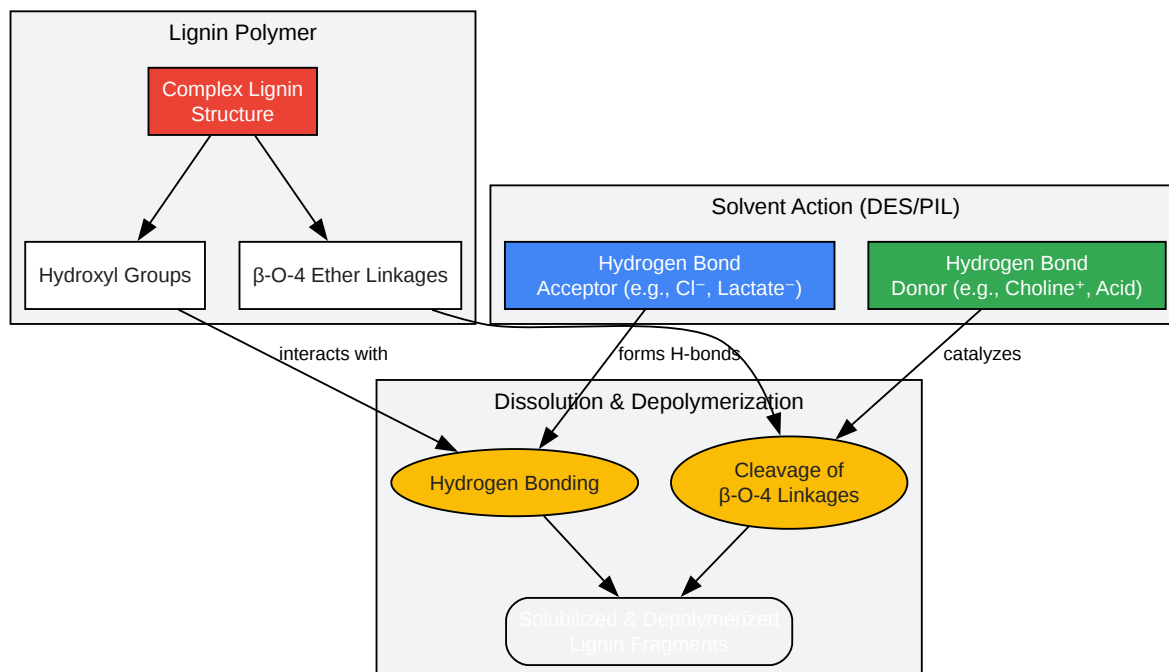 Lignin Polymer
Complex Lignin
Structure
Hydroxyl Groups
β-O-4 Ether Linkages
Solvent Action (DES/PIL)
Hydrogen Bond
Acceptor (e.g., Cl⁻, Lactate⁻)
Hydrogen Bond
Donor (e.g., Choline⁺, Acid)
interacts with
forms H-bonds
catalyzes
Dissolution & Depolymerization
Hydrogen Bonding
Cleavage of
β-O-4 Linkages
Solubilized & Depolymerized
Lignin Fragments